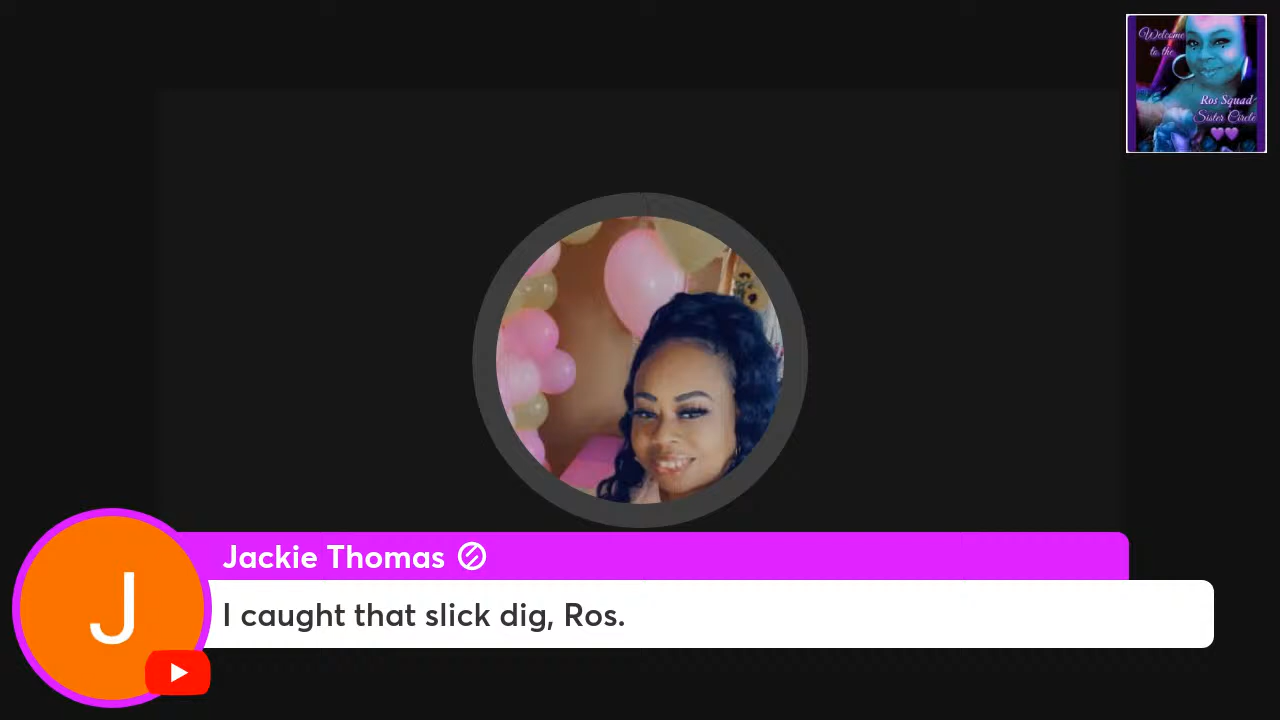 Welcome
to the
Ros Squad
Sister Circle
J
Jackie Thomas
I caught that slick dig, Ros.